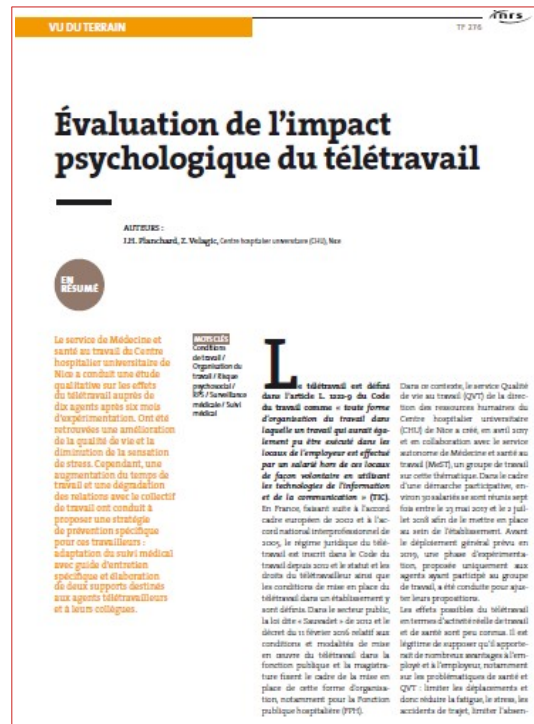 VU DU TERRAIN
TF 276
inrs
Évaluation de l'impact
psychologique du télétravail
AUTEURS :
J.H. Planchard, Z. Velagic, Centre hospitalier universitaire (CHU), Nice
EN
RÉSUMÉ
Le service de Médecine et
santé au travail du Centre
hospitalier universitaire de
Nice a conduit une étude
qualitative sur les effets
du télétravail auprès de
dix agents après six mois
d'expérimentation. Ont été
retrouvées une amélioration
de la qualité de vie et la
diminution de la sensation
de stress. Cependant, une
augmentation du temps de
travail et une dégradation
des relations avec le collectif
de travail ont conduit à
proposer une stratégie
de prévention spécifique
pour ces travailleurs :
adaptation du suivi médical
avec guide d'entretien
spécifique et élaboration
de deux supports destinés
aux agents télétravailleurs
et à leurs collègues.
MOTS CLÉS
Conditions
de travail /
Organisation du
travail / Risque
psychosocial /
RPS / Surveillance
médicale / Suivi
médical
Le télétravail est défini
dans l'article L. 1222-9 du Code
du travail comme « toute forme
d'organisation du travail dans
laquelle un travail qui aurait éga-
lement pu être exécuté dans les
locaux de l'employeur est effectué
par un salarié hors de ces locaux
de façon volontaire en utilisant
les technologies de l'information
et de la communication » (TIC).
En France, faisant suite à l'accord
cadre européen de 2002 et à l'ac-
cord national interprofessionnel de
2005, le régime juridique du télé-
travail est inscrit dans le Code du
travail depuis 2012 et le statut et les
droits du télétravailleur ainsi que
les conditions de mise en place du
télétravail dans un établissement y
sont définis. Dans le secteur public,
la loi dite « Sauvadet » de 2012 et le
décret du 11 février 2016 relatif aux
conditions et modalités de mise
en œuvre du télétravail dans la
fonction publique et la magistra-
ture fixent le cadre de la mise en
place de cette forme d'organisa-
tion, notamment pour la Fonction
publique hospitalière (FPH).
Dans ce contexte, le service Qualité
de vie au travail (QVT) de la direc-
tion des ressources humaines du
Centre hospitalier universitaire
(CHU) de Nice a créé, en avril 2017
et en collaboration avec le service
autonome de Médecine et santé au
travail (MeST), un groupe de travail
sur cette thématique. Dans le cadre
d'une démarche participative, en-
viron 30 salariés se sont réunis sept
fois entre le 23 mai 2017 et le 2 juil-
let 2018 afin de le mettre en place
au sein de l'établissement. Avant
le déploiement général prévu en
2019, une phase d'expérimenta-
tion, proposée uniquement aux
agents ayant participé au groupe
de travail, a été conduite pour ajus-
ter leurs propositions.
Les effets possibles du télétravail
en termes d'activité réelle de travail
et de santé sont peu connus. Il est
légitime de supposer qu'il apporte-
rait de nombreux avantages à l'em-
ployé et à l'employeur, notamment
sur les problématiques de santé et
QVT : limiter les déplacements et
donc réduire la fatigue, le stress, les
accidents de trajet, limiter l'absen-